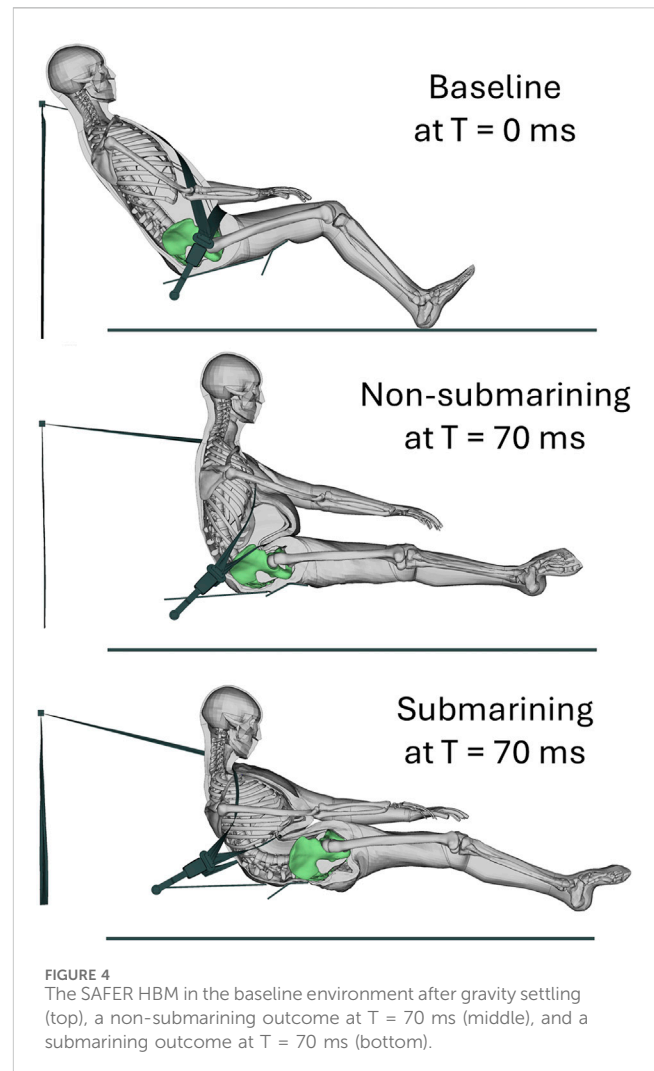 Baseline
at T = 0 ms
Non-submarining
at T = 70 ms
Submarining
at T = 70 ms
FIGURE 4
The SAFER HBM in the baseline environment after gravity settling
(top), a non-submarining outcome at T = 70 ms (middle), and a
submarining outcome at T = 70 ms (bottom).